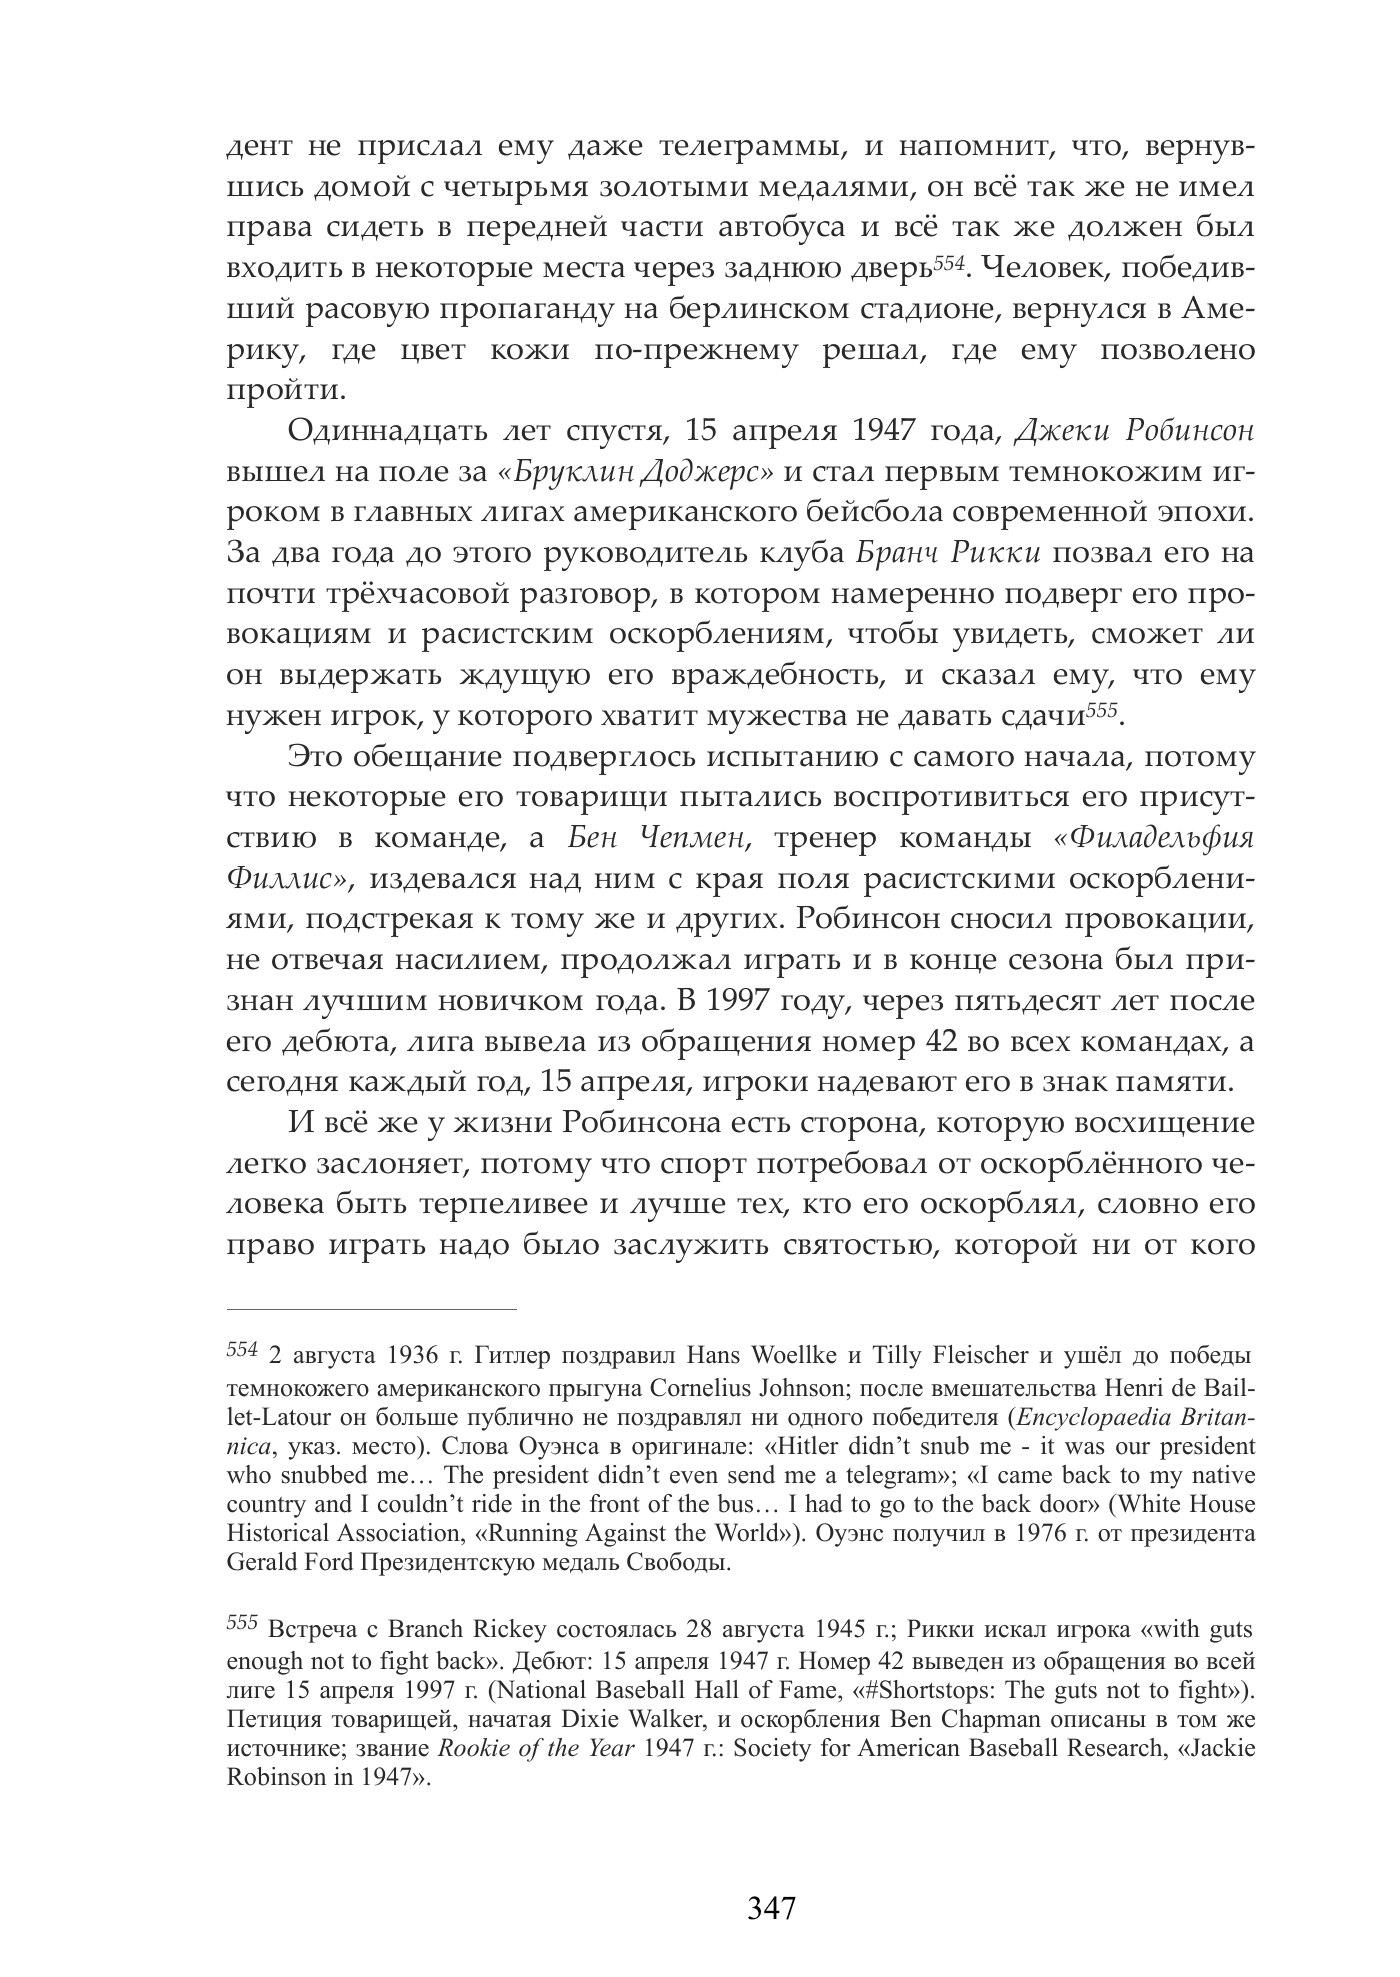 дент не прислал ему даже телеграммы, и напомнит, что, вернув-
шись домой с четырьмя золотыми медалями, он всё так же не имел
права сидеть в передней части автобуса и всё так же должен был
входить в некоторые места через заднюю дверь554. Человек, победив-
ший расовую пропаганду на берлинском стадионе, вернулся в Аме-
рику, где цвет кожи по-прежнему решал, где ему позволено
пройти.
Одиннадцать лет спустя, 15 апреля 1947 года, Джеки Робинсон
вышел на поле за «Бруклин Доджерс» и стал первым темнокожим иг-
роком в главных лигах американского бейсбола современной эпохи.
За два года до этого руководитель клуба Бранч Рикки позвал его на
почти трёхчасовой разговор, в котором намеренно подверг его про-
вокациям и расистским оскорблениям, чтобы увидеть, сможет ли
он выдержать ждущую его враждебность, и сказал ему, что ему
нужен игрок, у которого хватит мужества не давать сдачи555.
Это обещание подверглось испытанию с самого начала, потому
что некоторые его товарищи пытались воспротивиться его присут-
ствию в команде, а Бен Чепмен, тренер команды «Филадельфия
Филлис», издевался над ним с края поля расистскими оскорблени-
ями, подстрекая к тому же и других. Робинсон сносил провокации,
не отвечая насилием, продолжал играть и в конце сезона был при-
знан лучшим новичком года. В 1997 году, через пятьдесят лет после
его дебюта, лига вывела из обращения номер 42 во всех командах, а
сегодня каждый год, 15 апреля, игроки надевают его в знак памяти.
И всё же у жизни Робинсона есть сторона, которую восхищение
легко заслоняет, потому что спорт потребовал от оскорблённого че-
ловека быть терпеливее и лучше тех, кто его оскорблял, словно его
право играть надо было заслужить святостью, которой ни от кого
554 2 августа 1936 г. Гитлер поздравил Hans Woellke и Tilly Fleischer и ушёл до победы
темнокожего американского прыгуна Cornelius Johnson; после вмешательства Henri de Bail-
let-Latour он больше публично не поздравлял ни одного победителя (Encyclopaedia Britan-
nica, указ. место). Слова Оуэнса в оригинале: «Hitler didn’t snub me - it was our president
who snubbed me… The president didn’t even send me a telegram»; «I came back to my native
country and I couldn’t ride in the front of the bus… I had to go to the back door» (White House
Historical Association, «Running Against the World»). Оуэнс получил в 1976 г. от президента
Gerald Ford Президентскую медаль Свободы.
555 Встреча с Branch Rickey состоялась 28 августа 1945 г.; Рикки искал игрока «with guts
enough not to fight back». Дебют: 15 апреля 1947 г. Номер 42 выведен из обращения во всей
лиге 15 апреля 1997 г. (National Baseball Hall of Fame, «#Shortstops: The guts not to fight»).
Петиция товарищей, начатая Dixie Walker, и оскорбления Ben Chapman описаны в том же
источнике; звание Rookie of the Year 1947 г.: Society for American Baseball Research, «Jackie
Robinson in 1947».
347